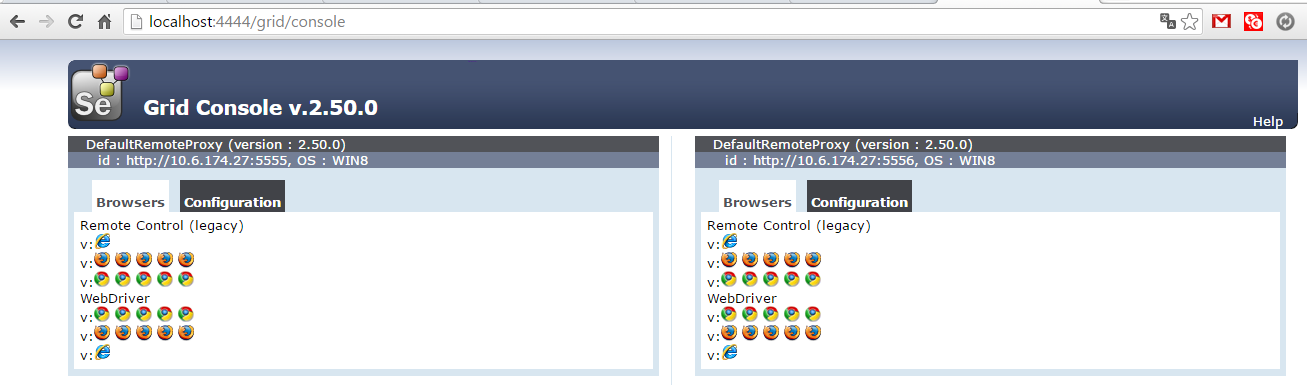 localhost:4444/grid/console
Se
Grid Console v.2.50.0
Help
DefaultRemoteProxy (version : 2.50.0)
id : http://10.6.174.27:5555, OS : WIN8
Browsers Configuration
Remote Control (legacy)
v:
v:
v:
WebDriver
v:
v:
v:
DefaultRemoteProxy (version : 2.50.0)
id : http://10.6.174.27:5556, OS : WIN8
Browsers Configuration
Remote Control (legacy)
v:
v:
v:
WebDriver
v:
v:
v: